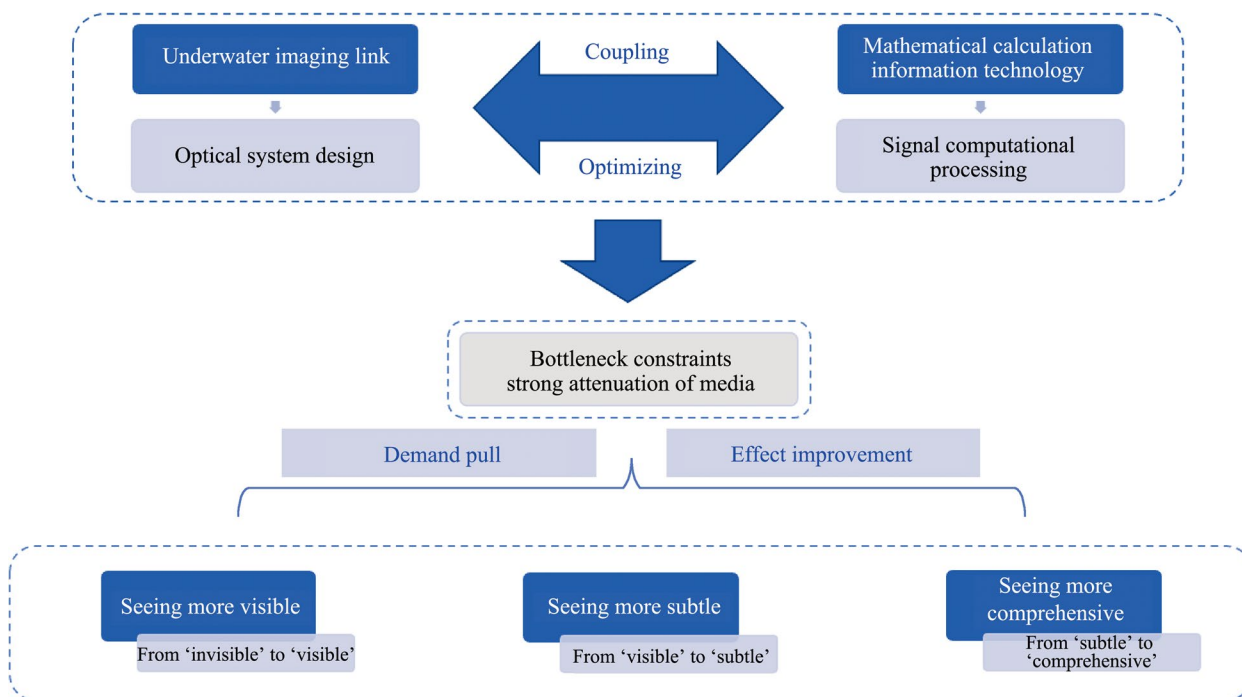 Underwater imaging link
Coupling
Mathematical calculation
information technology
Optical system design
Optimizing
Signal computational
processing
Bottleneck constraints
strong attenuation of media
Demand pull
Effect improvement
Seeing more visible
From ‘invisible’ to ‘visible’
Seeing more subtle
From ‘visible’ to ‘subtle’
Seeing more
comprehensive
From ‘subtle’ to
‘comprehensive’